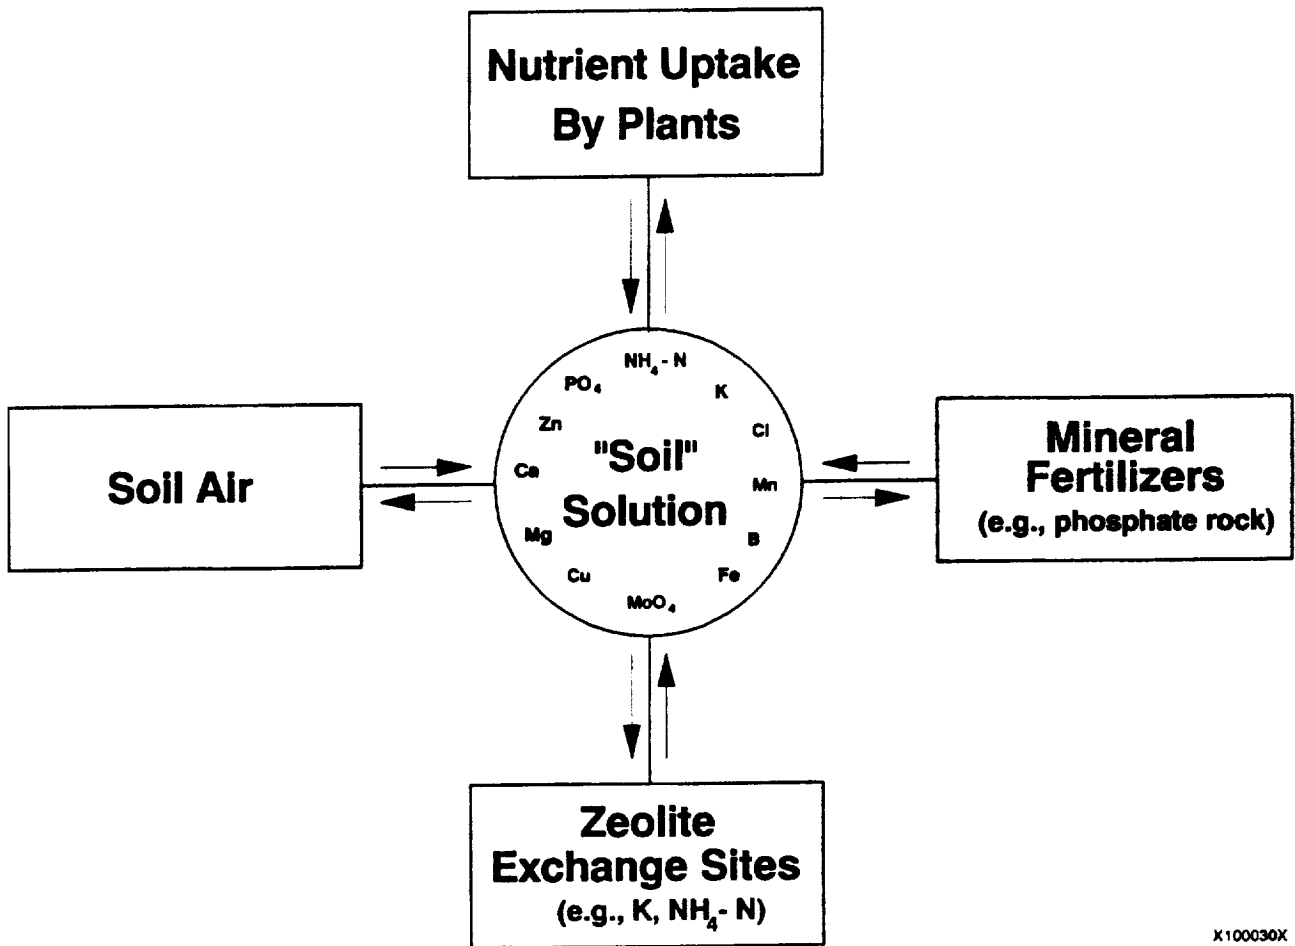 Nutrient Uptake
By Plants
NH₄ - N
PO₄
K
Zn
Cl
"Soil"
Solution
Ca
Mn
Mg
B
Cu
Fe
MoO₄
Soil Air
Mineral
Fertilizers
(e.g., phosphate rock)
Zeolite
Exchange Sites
(e.g., K, NH₄- N)
X100030X